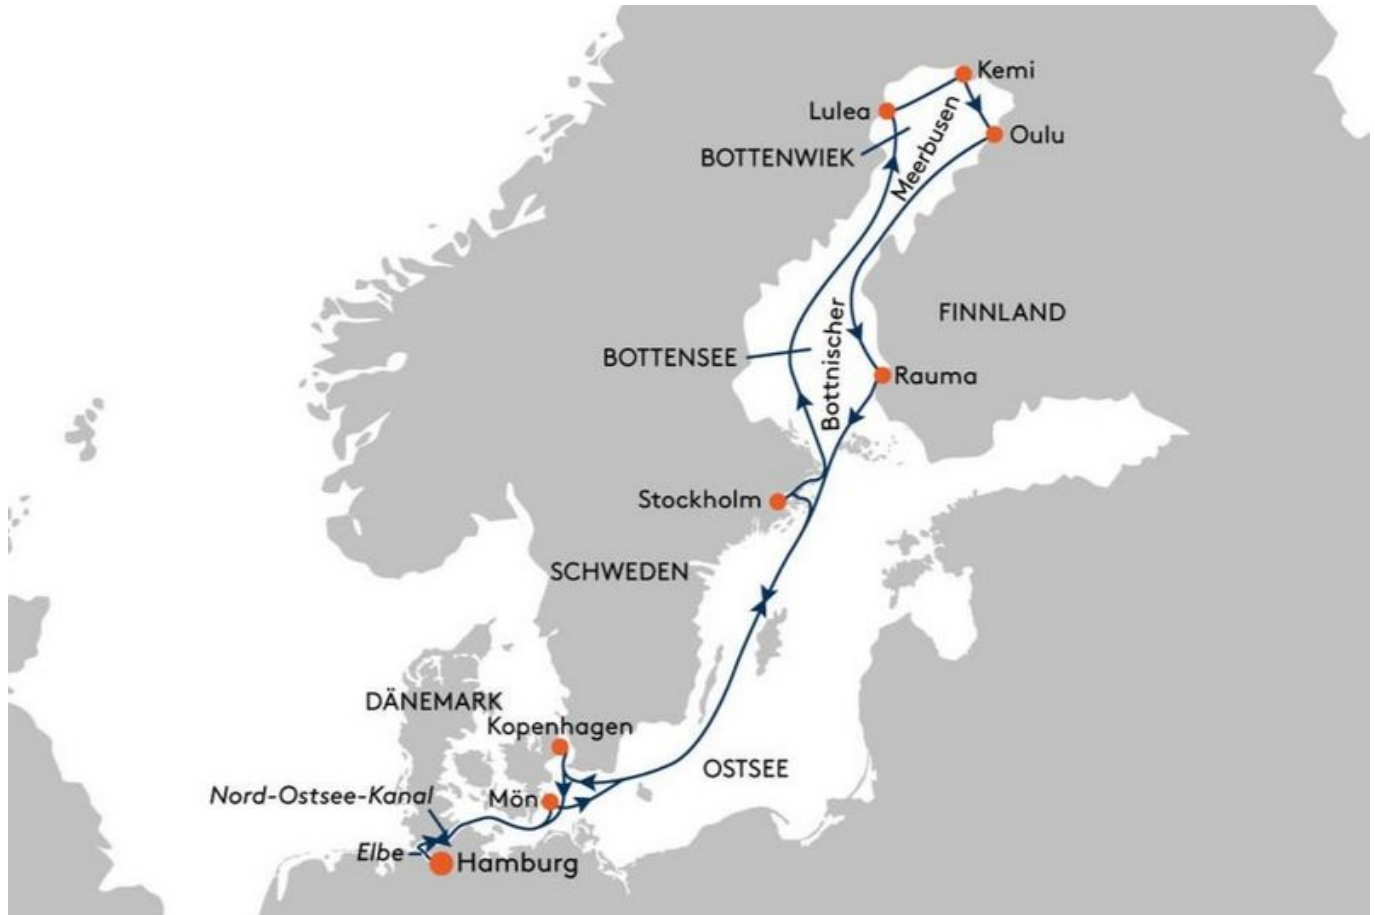 Kemi
Lulea
Oulu
BOTTENWIEK
Meerbusen
FINNLAND
BOTTENSEE
Bottnischer
Rauma
Stockholm
SCHWEDEN
DÄNEMARK
Kopenhagen
OSTSEE
Nord-Ostsee-Kanal
Mön
Elbe
Hamburg